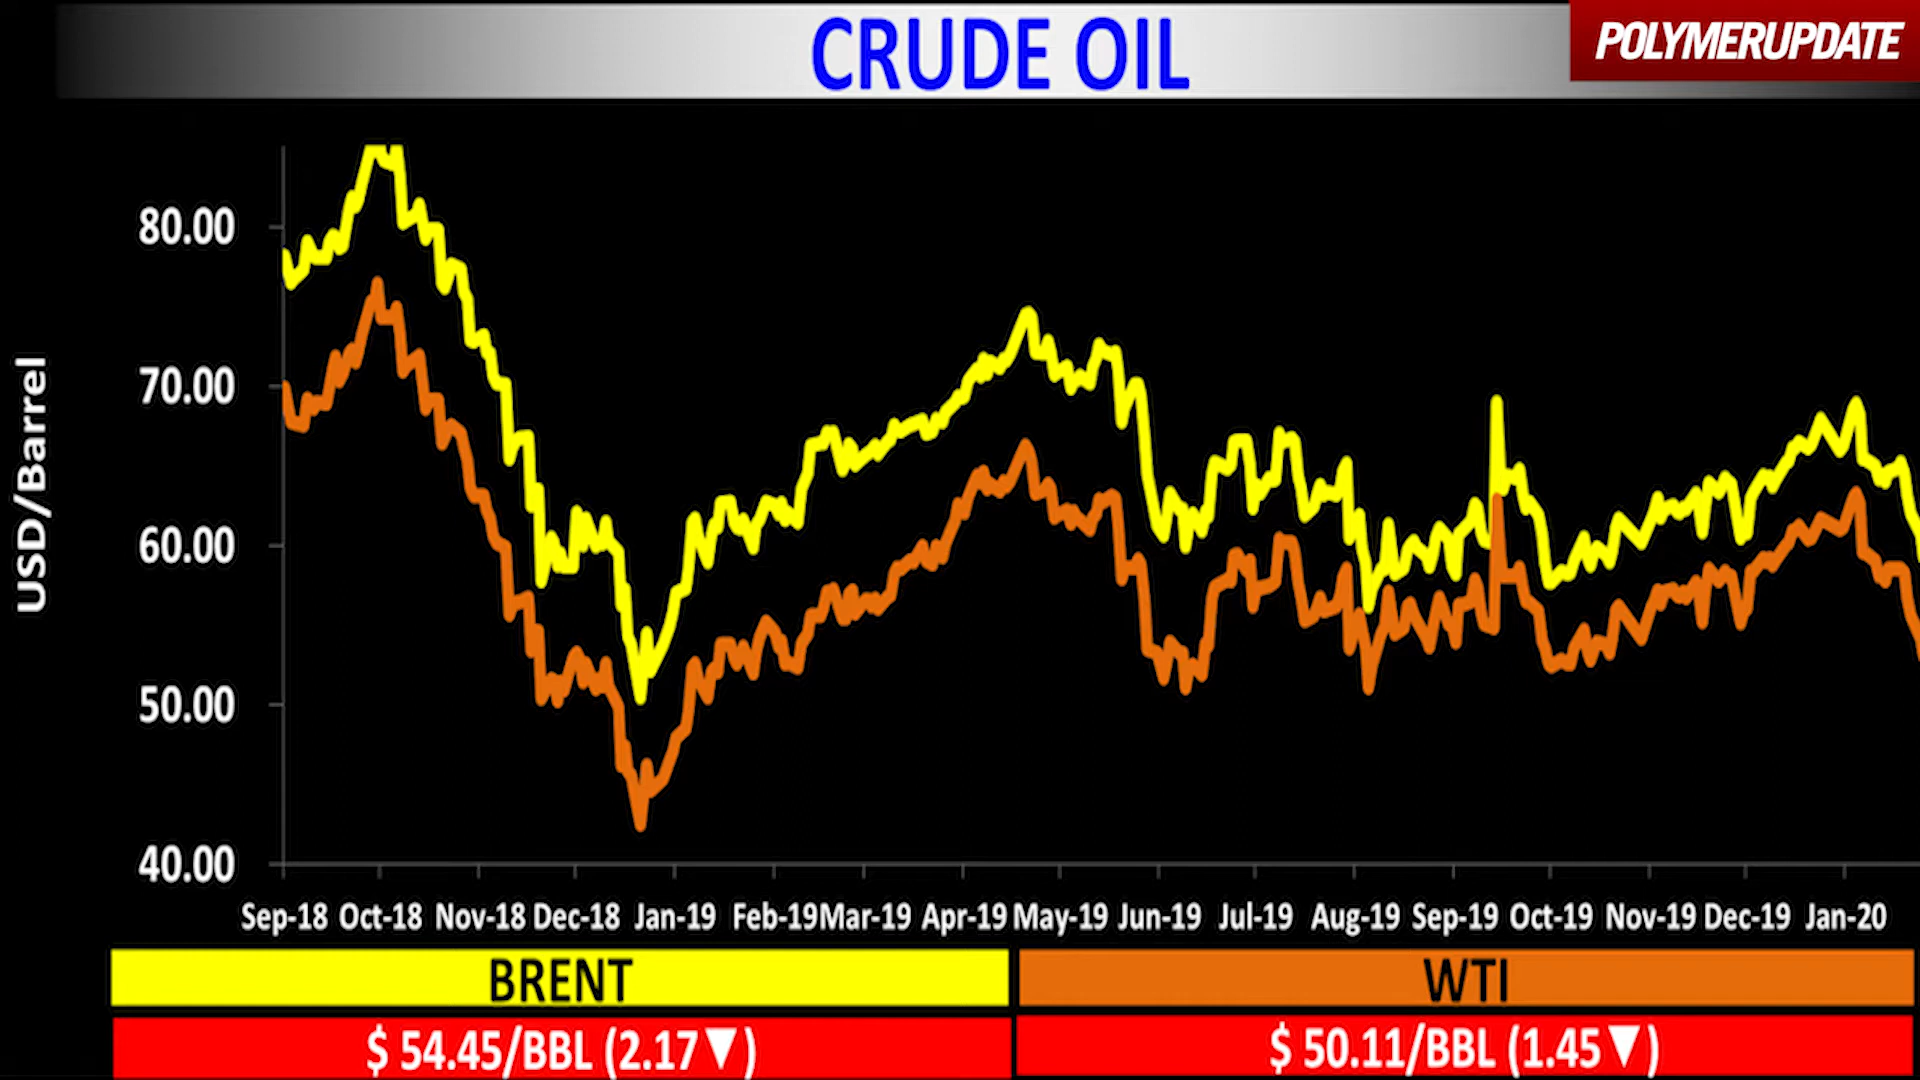 CRUDE OIL
POLYMERUPDATE
USD/Barrel
80.00
70.00
60.00
50.00
40.00
Sep-18 Oct-18 Nov-18 Dec-18 Jan-19 Feb-19 Mar-19 Apr-19 May-19 Jun-19 Jul-19 Aug-19 Sep-19 Oct-19 Nov-19 Dec-19 Jan-20
BRENT
WTI
$ 54.45/BBL (2.17▼)
$ 50.11/BBL (1.45▼)